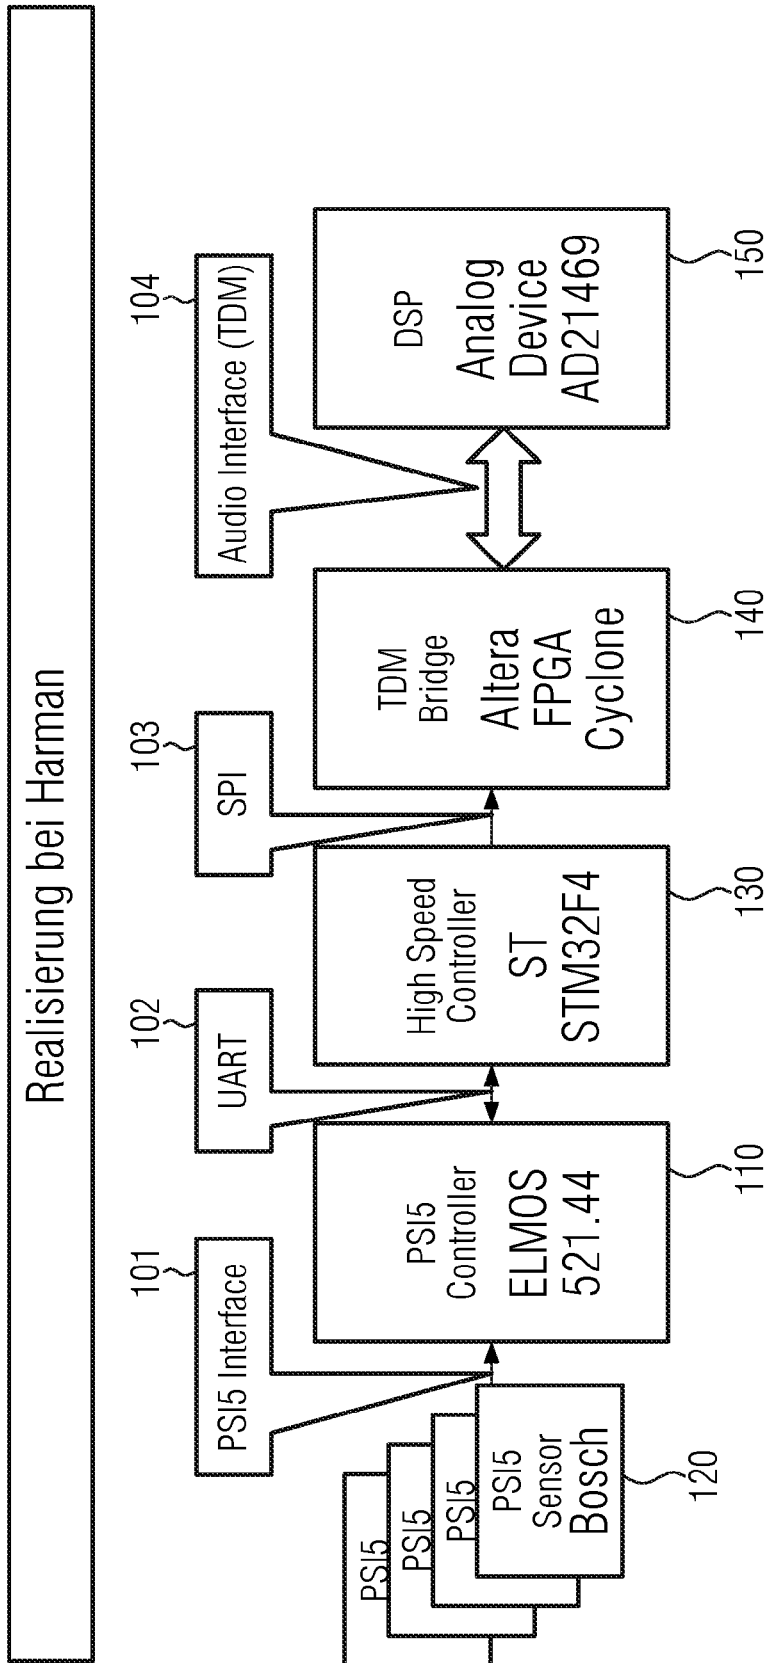 Realisierung bei Harman
101
PSI5 Interface
102
UART
103
SPI
104
Audio Interface (TDM)
PSI5
PSI5
PSI5
PSI5
Sensor
Bosch
120
PSI5
Controller
ELMOS
521.44
110
High Speed
Controller
ST
STM32F4
130
TDM
Bridge
Altera
FPGA
Cyclone
140
DSP
Analog
Device
AD21469
150